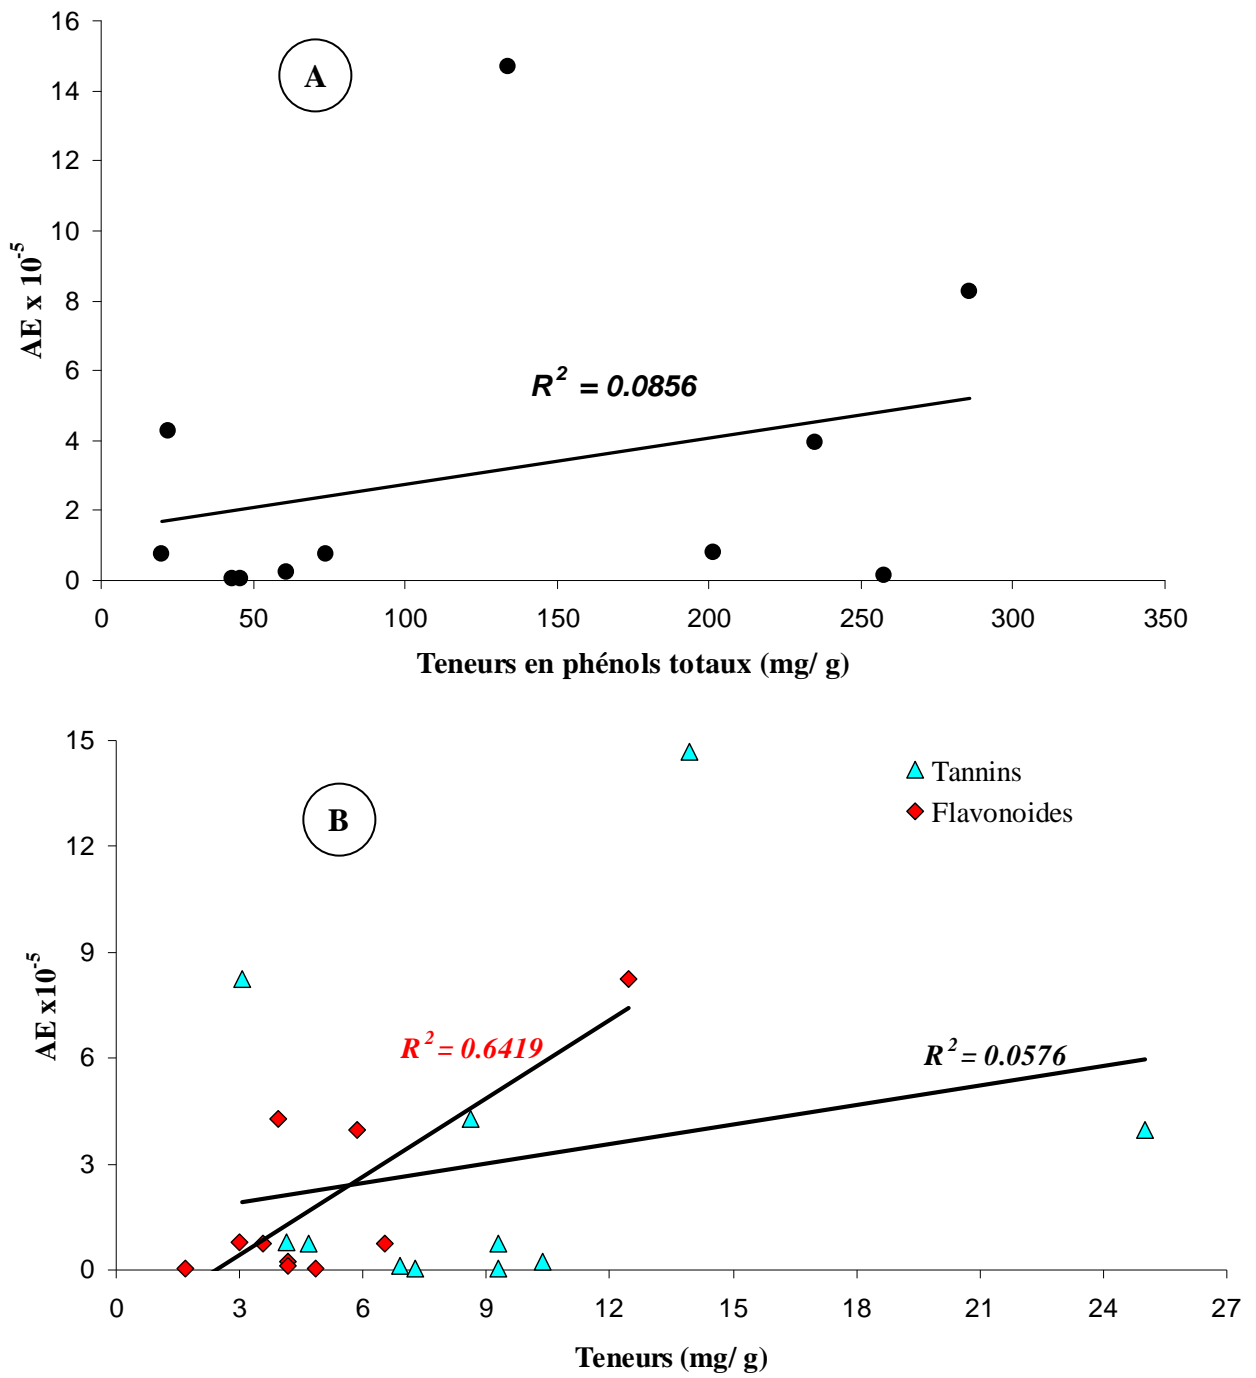 16
14
12
10
8
6
4
2
0
A
AE x 10-5
R2 = 0.0856
0 50 100 150 200 250 300 350
Teneurs en phénols totaux (mg/ g)
15
12
9
6
3
0
B
Tannins
Flavonoides
AE x10-5
R2 = 0.6419
R2 = 0.0576
0 3 6 9 12 15 18 21 24 27
Teneurs (mg/ g)